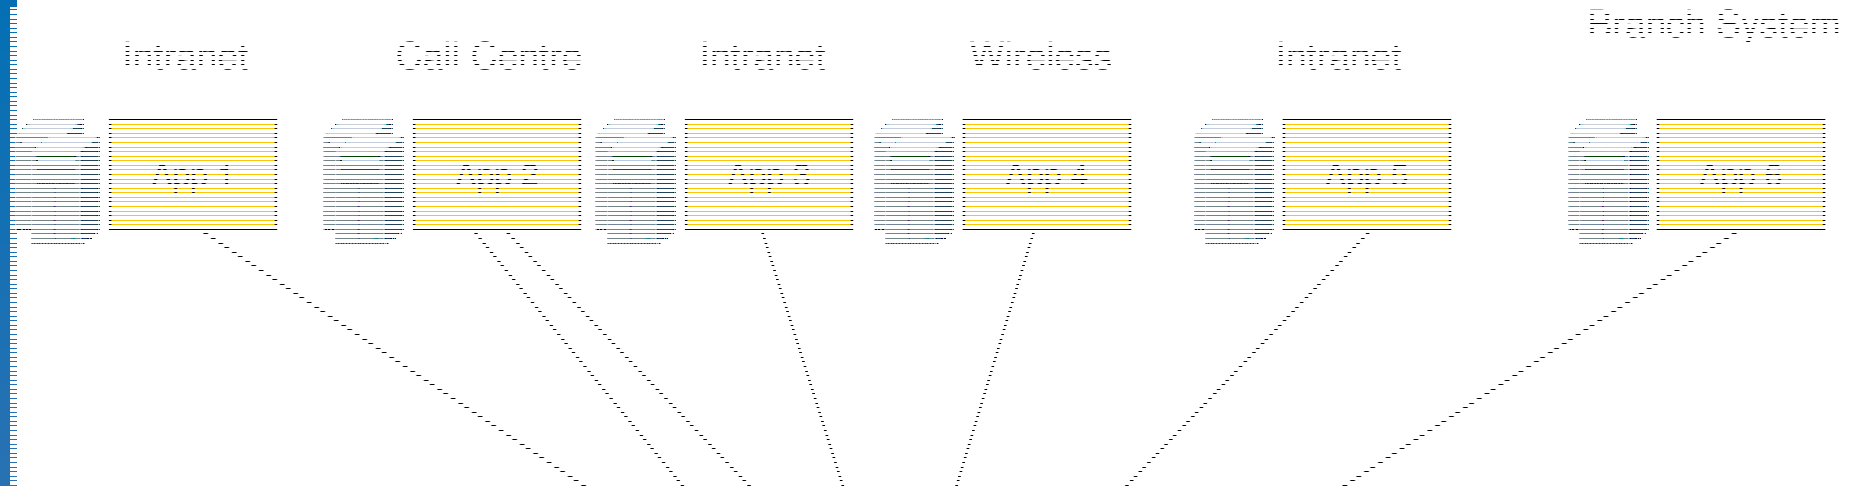 Branch System
Intranet
Call Centre
Intranet
Wireless
Intranet
App 1
App 2
App 3
App 4
App 5
App 6